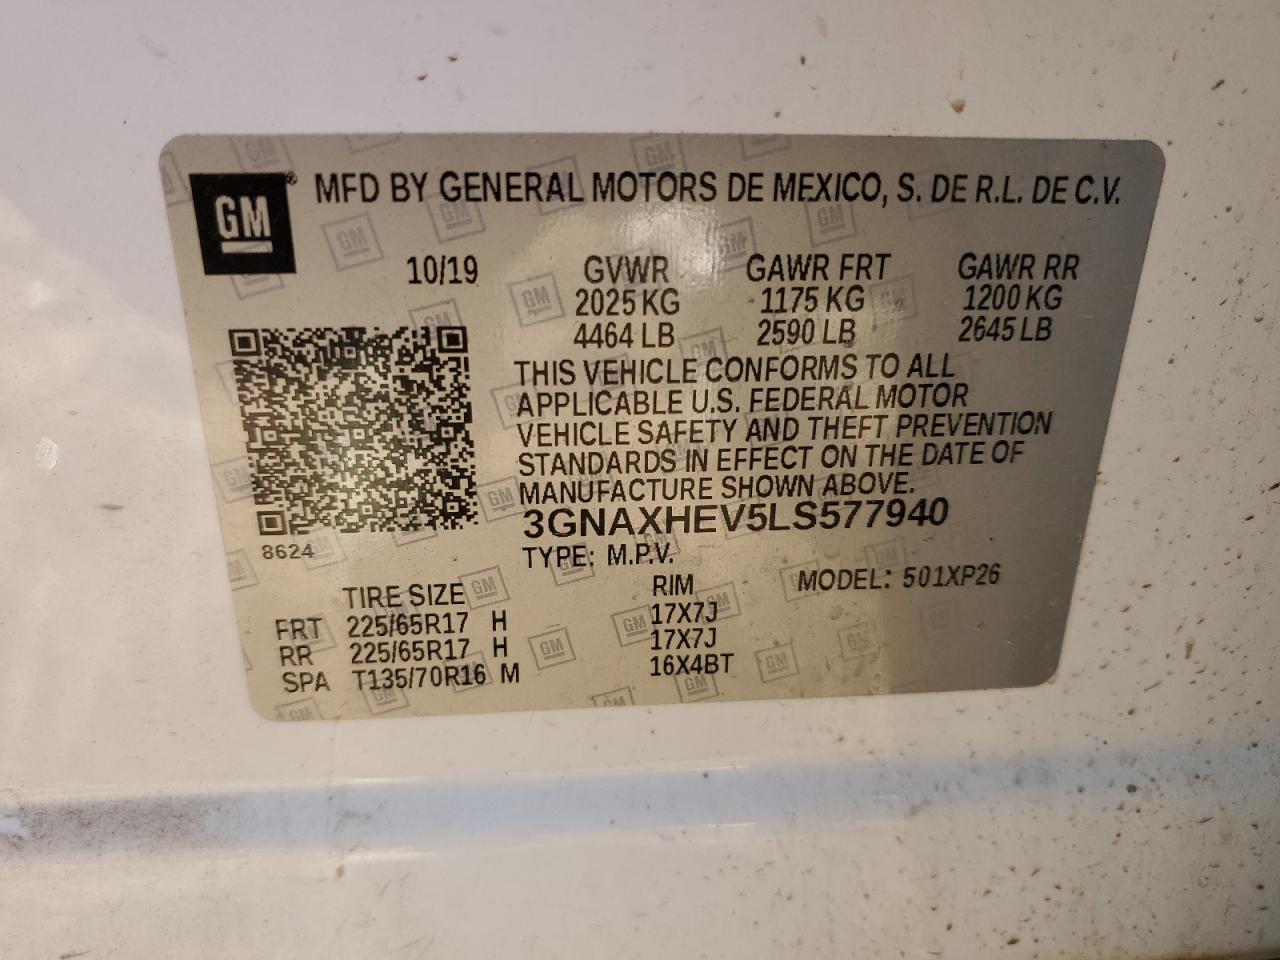 GM® MFD BY GENERAL MOTORS DE MEXICO, S. DE R.L. DE C.V.
10/19 GVWR GAWR FRT GAWR RR
2025 KG 1175 KG 1200 KG
4464 LB 2590 LB 2645 LB
THIS VEHICLE CONFORMS TO ALL
APPLICABLE U.S. FEDERAL MOTOR
VEHICLE SAFETY AND THEFT PREVENTION
STANDARDS IN EFFECT ON THE DATE OF
MANUFACTURE SHOWN ABOVE.
3GNAXHEV5LS577940
8624
TYPE: M.P.V.
MODEL: 501XP26
TIRE SIZE RIM
FRT 225/65R17 H 17X7J
RR 225/65R17 H 17X7J
SPA T135/70R16 M 16X4BT